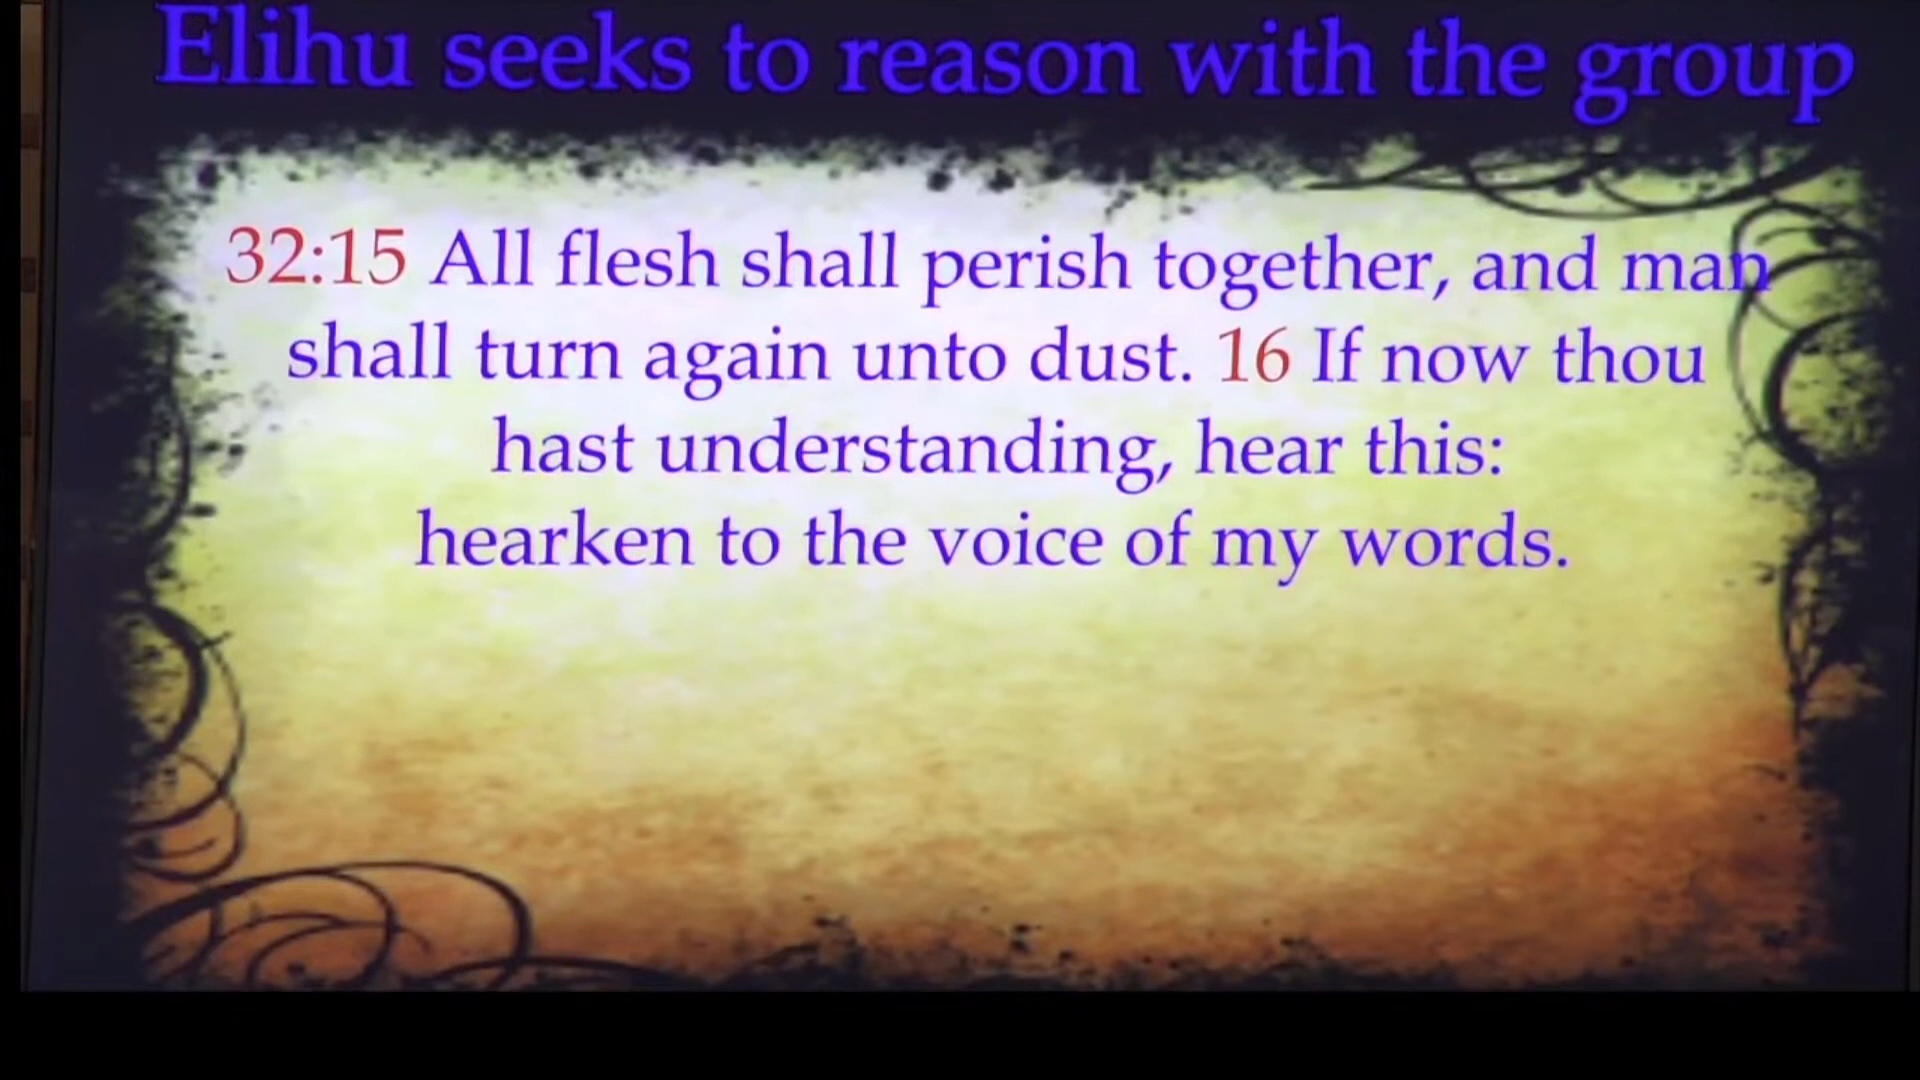 Elihu seeks to reason with the group
32:15 All flesh shall perish together, and man
shall turn again unto dust. 16 If now thou
hast understanding, hear this:
hearken to the voice of my words.